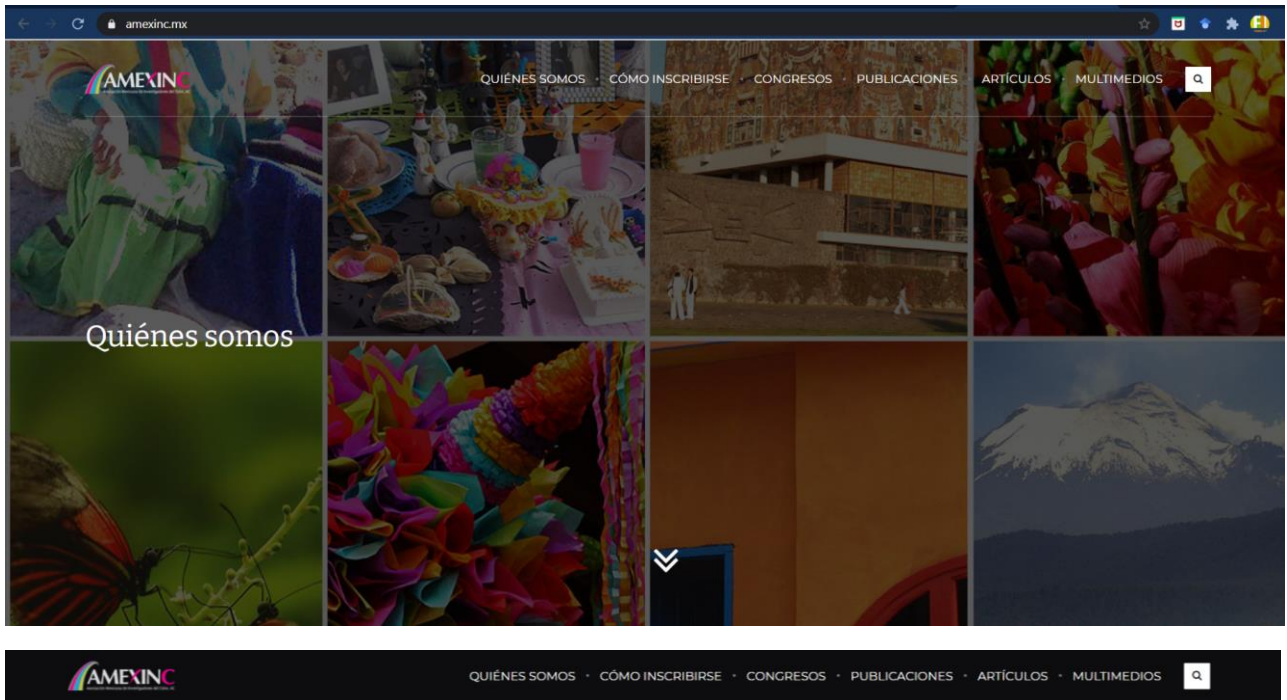 amexinc.mx
AMEXINC
QUIÉNES SOMOS · CÓMO INSCRIBIRSE · CONGRESOS · PUBLICACIONES ARTÍCULOS · MULTIMEDIOS
Quiénes somos
AMEXINC
QUIÉNES SOMOS · CÓMO INSCRIBIRSE · CONGRESOS · PUBLICACIONES · ARTÍCULOS · MULTIMEDIOS